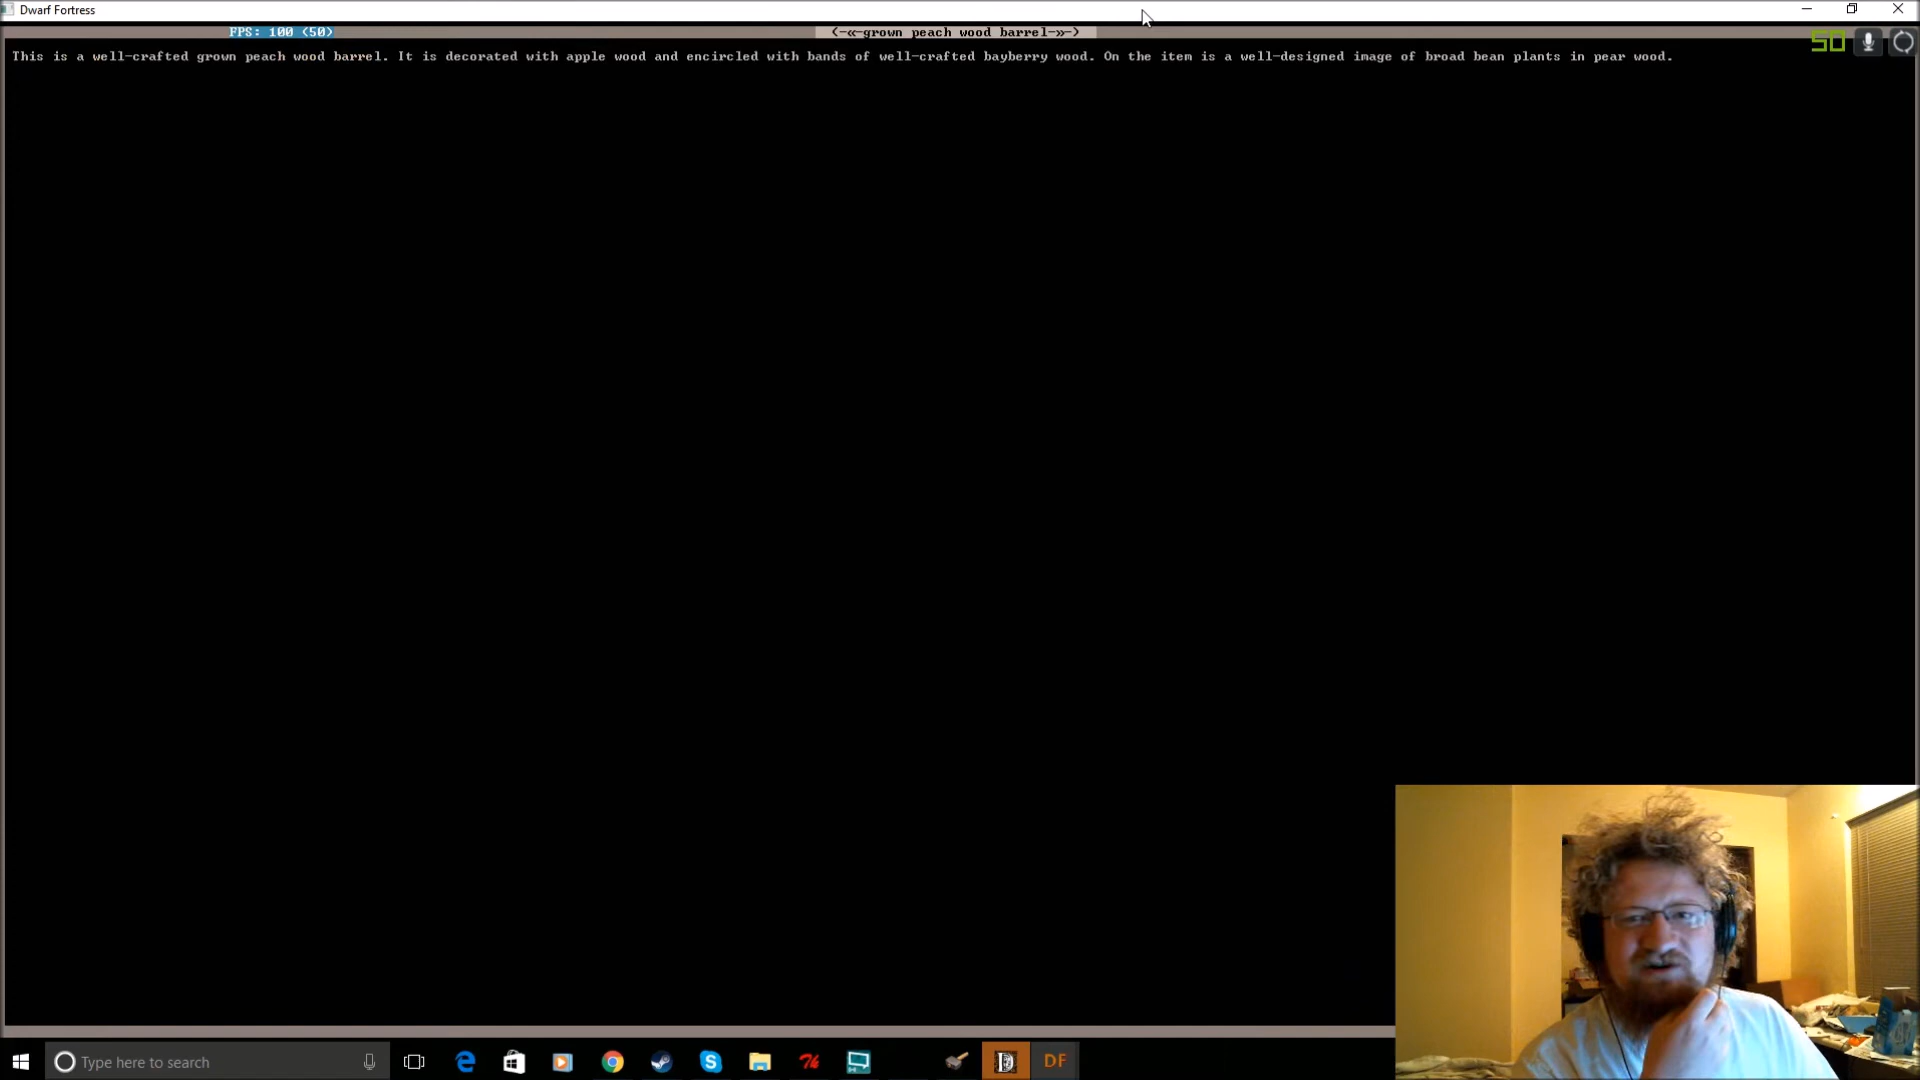 Dwarf Fortress
FPS: 100 (50) (-«-grown peach wood barrel-»-)
50
This is a well-crafted grown peach wood barrel. It is decorated with apple wood and encircled with bands of well-crafted bayberry wood. On the item is a well-designed image of broad bean plants in pear wood.
Type here to search
DF